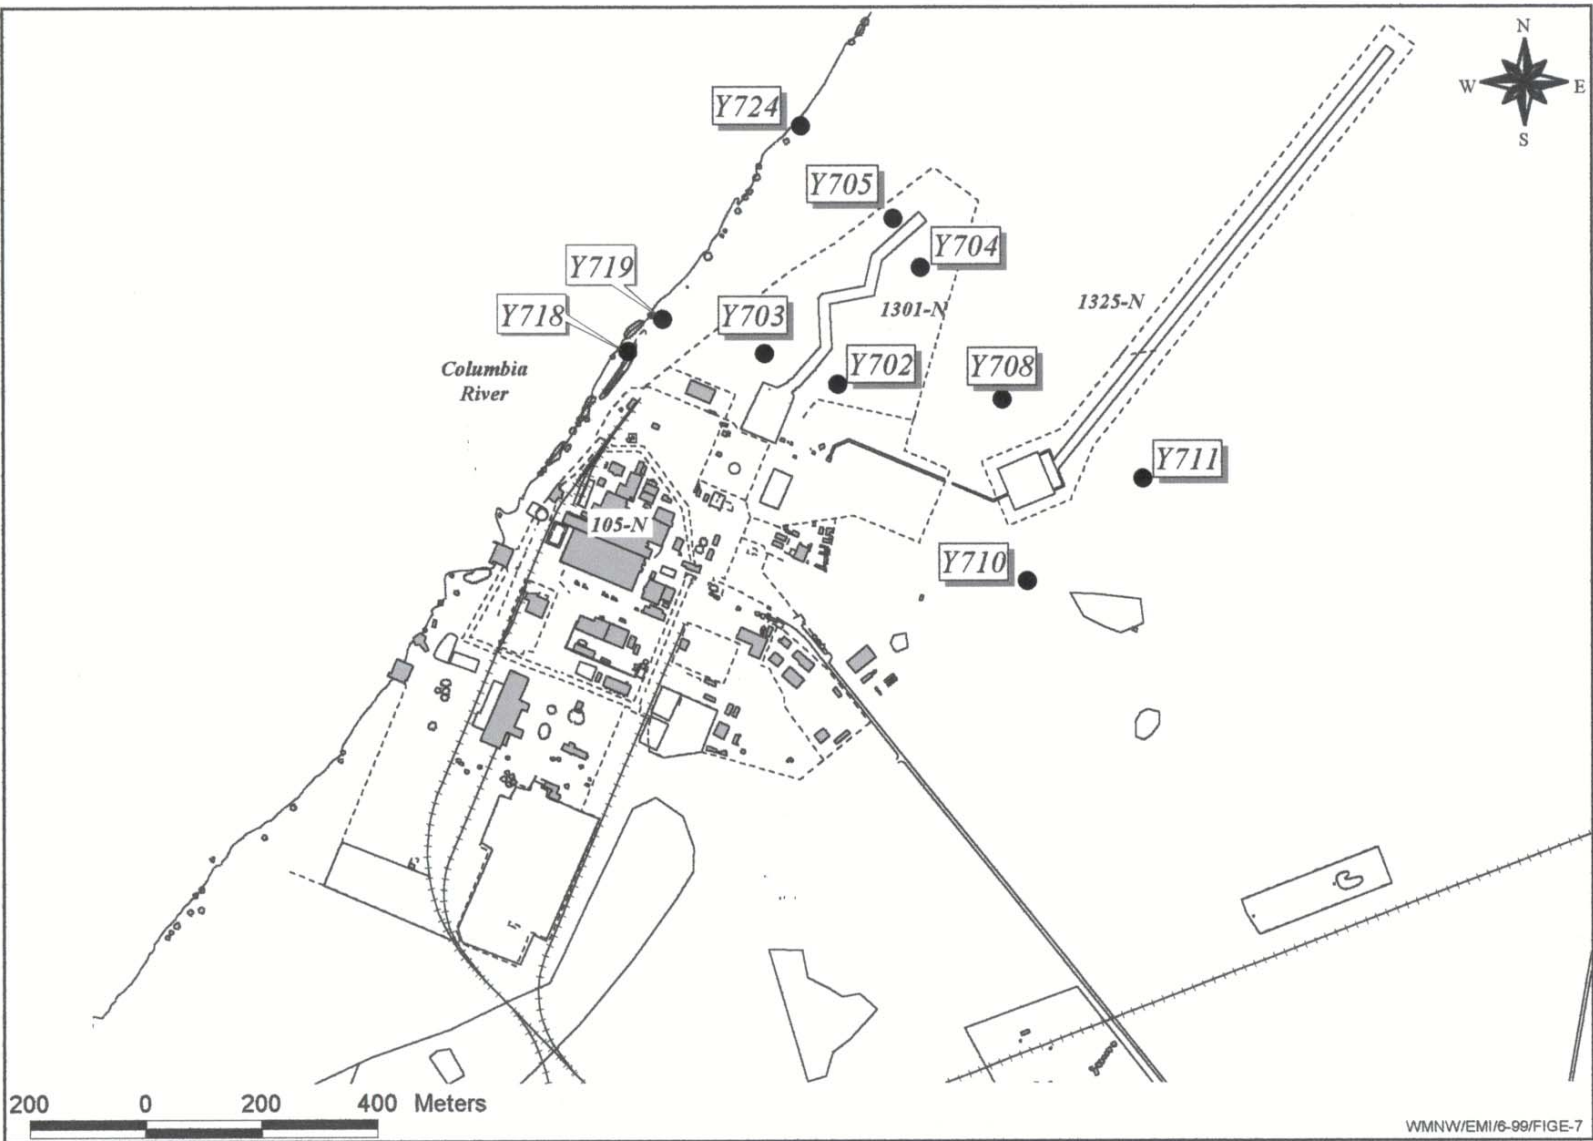 N
W E
S
Y724
Y705
Y704
Y719
Y718
Y703
1301-N
1325-N
Y702
Y708
Columbia
River
Y711
105-N
Y710
200 0 200 400 Meters
WMNW/EMI/6-99/FIGE-7